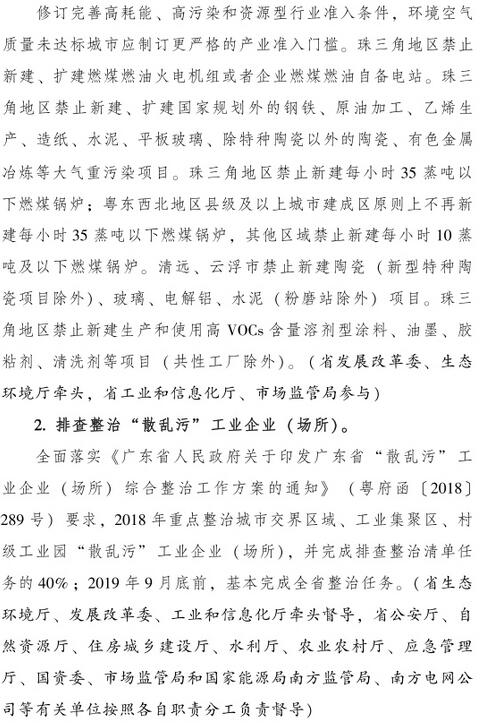 修订完善高耗能、高污染和资源型行业准入条件，环境空气
质量未达标城市应制订更严格的产业准入门槛。珠三角地区禁止
新建、扩建燃煤燃油火电机组或者企业燃煤燃油自备电站。珠三
角地区禁止新建、扩建国家规划外的钢铁、原油加工、乙烯生
产、造纸、水泥、平板玻璃、除特种陶瓷以外的陶瓷、有色金属
冶炼等大气重污染项目。珠三角地区禁止新建每小时 35 蒸吨以
下燃煤锅炉；粤东西北地区县级及以上城市建成区原则上不再新
建每小时 35 蒸吨以下燃煤锅炉，其他区域禁止新建每小时 10 蒸
吨及以下燃煤锅炉。清远、云浮市禁止新建陶瓷（新型特种陶
瓷项目除外）、玻璃、电解铝、水泥（粉磨站除外）项目。珠三
角地区禁止新建生产和使用高 VOCs 含量溶剂型涂料、油墨、胶
粘剂、清洗剂等项目（共性工厂除外）。（省发展改革委、生态
环境厅牵头，省工业和信息化厅、市场监管局参与）
2. 排查整治“散乱污”工业企业（场所）。
全面落实《广东省人民政府关于印发广东省“散乱污”工
业企业（场所）综合整治工作方案的通知》（粤府函〔2018〕
289 号）要求，2018 年重点整治城市交界区域、工业集聚区、村
级工业园“散乱污”工业企业（场所），并完成排查整治清单任
务的 40%；2019 年 9 月底前，基本完成全省整治任务。（省生态
环境厅、发展改革委、工业和信息化厅牵头督导，省公安厅、自
然资源厅、住房城乡建设厅、水利厅、农业农村厅、应急管理
厅、国资委、市场监管局和国家能源局南方监管局、南方电网公
司等有关单位按照各自职责分工负责督导）